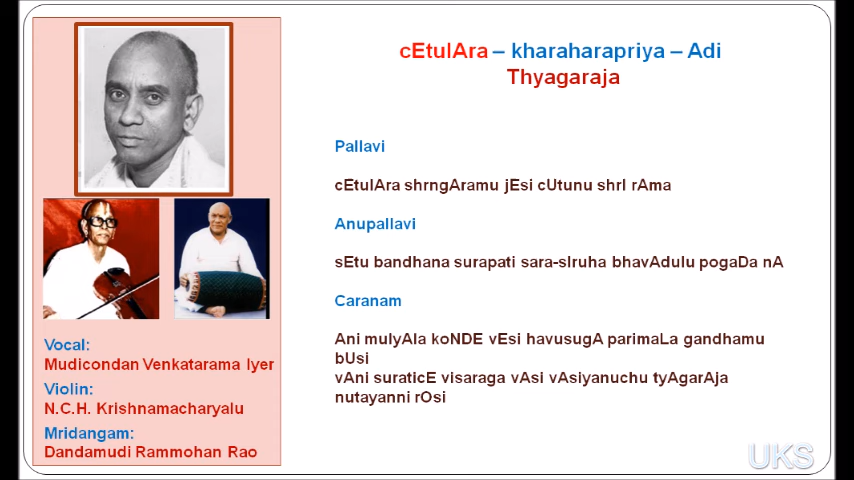 cEtulAra – kharaharapriya – Adi
Thyagaraja
Pallavi
cEtulAra shrngAramu jEsi cUtunu shrI rAma
Anupallavi
sEtu bandhana surapati sara-sIruha bhavAdulu pogaDa nA
Caranam
Ani mulyAla koNDE vEsi havusugA parimaLa gandhamu
bUsi
vAni suraticE visaraga vAsi vAsiyanuchu tyAgarAja
nutayanni rOsi
Vocal:
Mudicondan Venkatarama Iyer
Violin:
N.C.H. Krishnamacharyalu
Mridangam:
Dandamudi Rammohan Rao
UKS